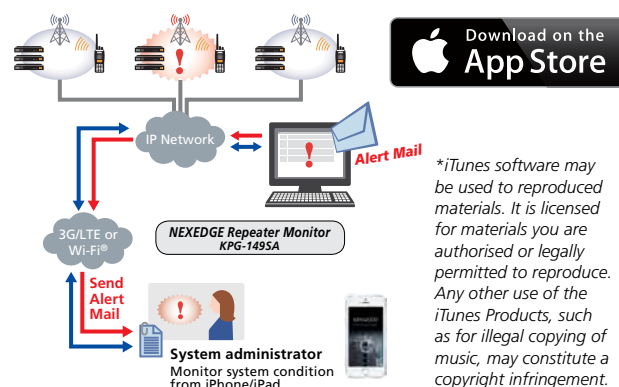 Download on the
App Store
IP Network
Alert Mail
3G/LTE or
Wi-Fi®
NEXEDGE Repeater Monitor
KPG-149SA
Send
Alert
Mail
System administrator
Monitor system condition
from iPhone/iPad
*iTunes software may
be used to reproduced
materials. It is licensed
for materials you are
authorised or legally
permitted to reproduce.
Any other use of the
iTunes Products, such
as for illegal copying of
music, may constitute a
copyright infringement.